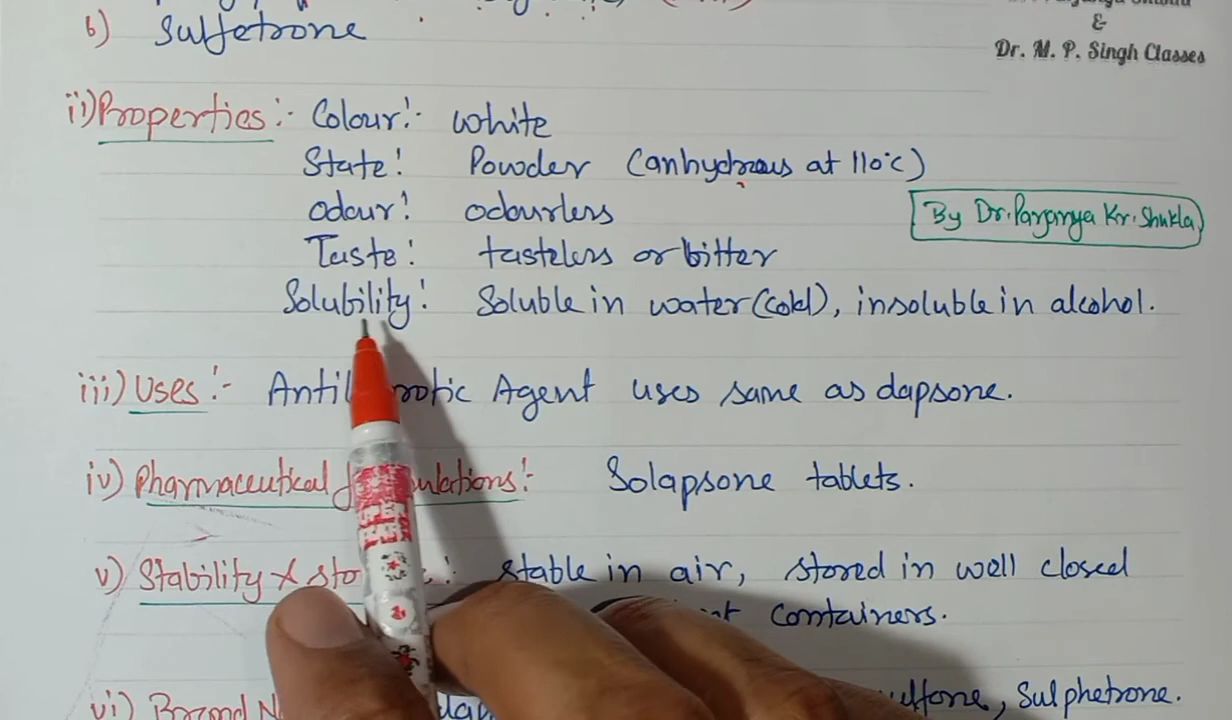 &
6) Sulfetrone
Dr. M. P. Singh Classes
ii) Properties :- Colour :- white
State : Powder (anhydrous at 110°C)
Odour : odourless
By Dr. Parjanya Kr. Shukla
Taste : tasteless or bitter
Solubility : Soluble in water (cold), insoluble in alcohol.
iii) Uses :- Agent uses same as dapsone.
iv) Pharmaceutical :- Solapsone tablets.
v) Stability & : stable in air, stored in well closed
containers.
vi) Sulphetrone.